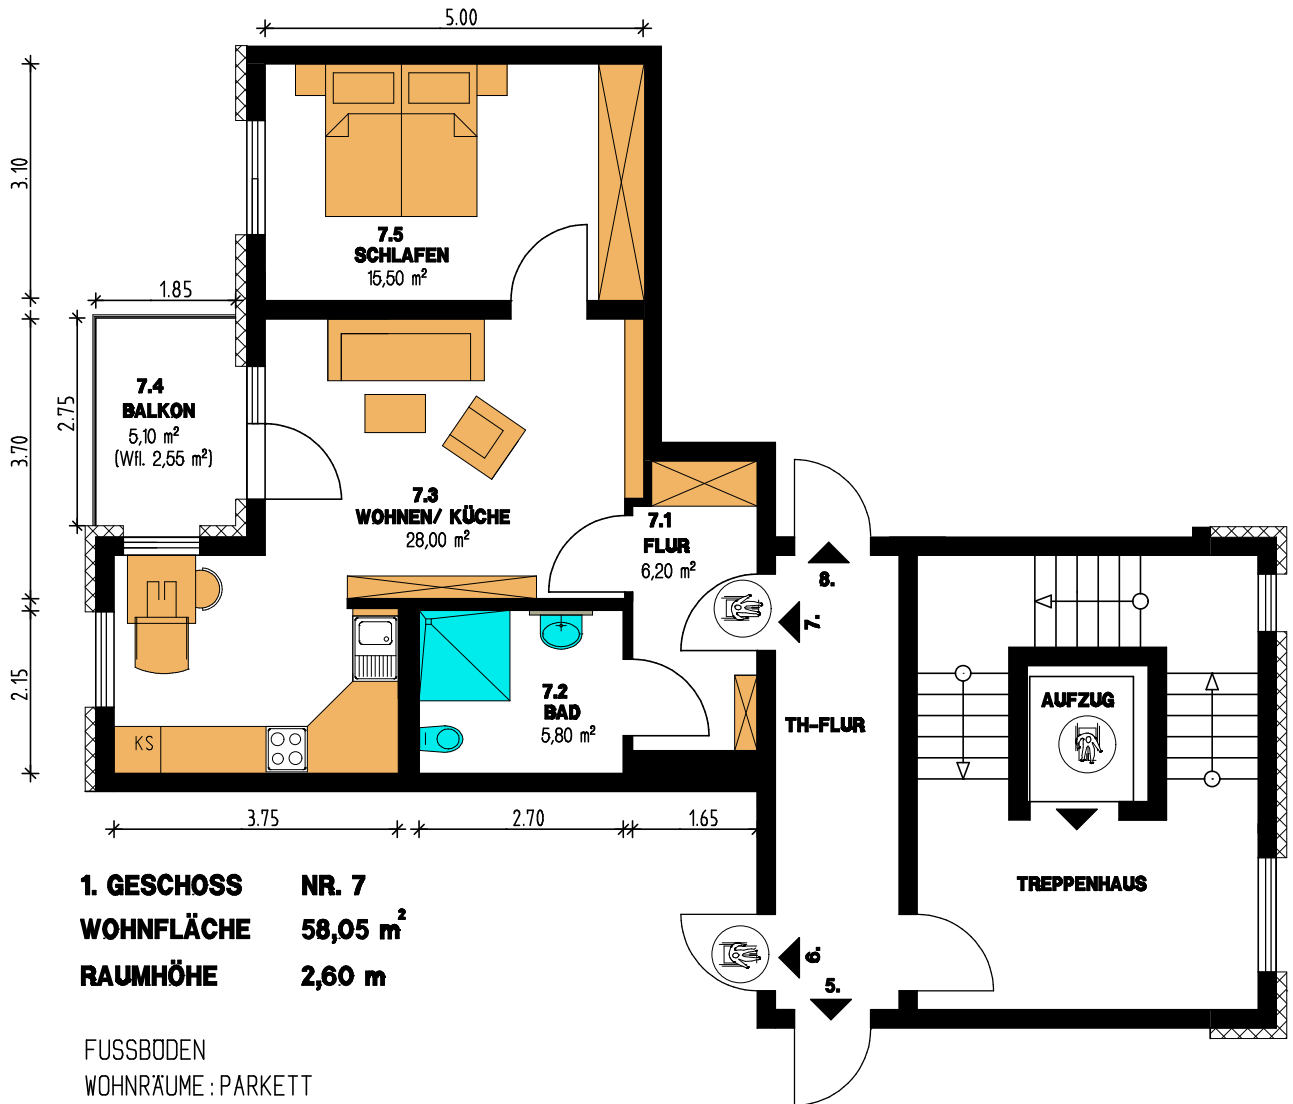 5.00
3.10
7.5
SCHLAFEN
15,50 m²
1.85
2.75
3.70
7.4
BALKON
5,10 m²
(Wfl. 2,55 m²)
7.3
WOHNEN/ KÜCHE
28,00 m²
7.1
FLUR
6,20 m²
8.
7.
2.15
7.2
BAD
5,80 m²
KS
TH-FLUR
AUFZUG
3.75
2.70
1.65
TREPPENHAUS
6.
5.
1. GESCHOSS NR. 7
WOHNFLÄCHE 58,05 m²
RAUMHÖHE 2,60 m
FUSSBÖDEN
WOHNRÄUME: PARKETT